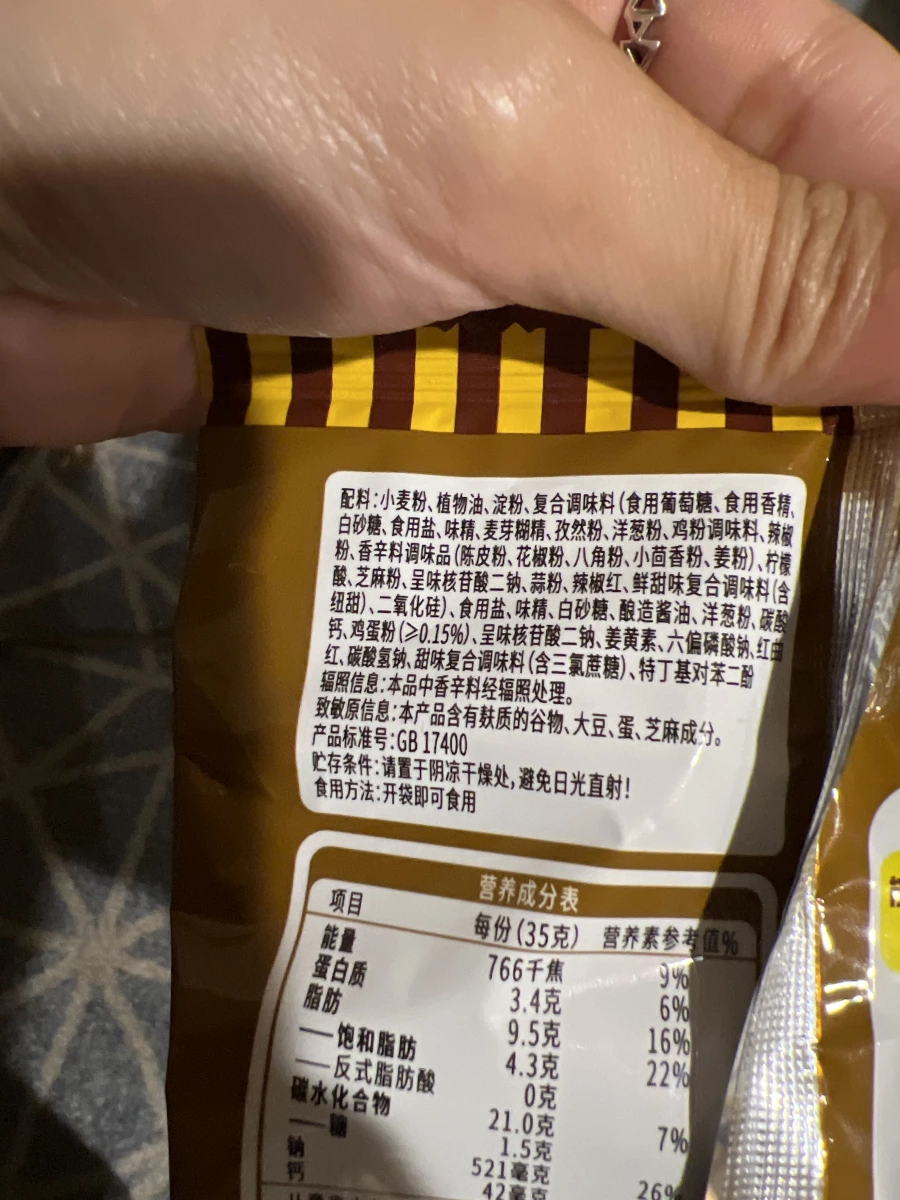 配料:小麦粉、植物油、淀粉、复合调味料(食用葡萄糖、食用香精、
白砂糖、食用盐、味精、麦芽糊精、孜然粉、洋葱粉、鸡粉调味料、辣椒
粉、香辛料调味品(陈皮粉、花椒粉、八角粉、小茴香粉、姜粉)、柠檬
酸、芝麻粉、呈味核苷酸二钠、蒜粉、辣椒红、鲜甜味复合调味料(含
纽甜)、二氧化硅)、食用盐、味精、白砂糖、酿造酱油、洋葱粉、碳酸
钙、鸡蛋粉(≥0.15%)、呈味核苷酸二钠、姜黄素、六偏磷酸钠、红曲
红、碳酸氢钠、甜味复合调味料(含三氯蔗糖)、特丁基对苯二酚
辐照信息:本品中香辛料经辐照处理。
致敏原信息:本产品含有麸质的谷物、大豆、蛋、芝麻成分。
产品标准号:GB 17400
贮存条件:请置于阴凉干燥处,避免日光直射!
食用方法:开袋即可食用
营养成分表
项目 每份(35克) 营养素参考值%
能量 766千焦 9%
蛋白质 3.4克 6%
脂肪 9.5克 16%
——饱和脂肪 4.3克 22%
——反式脂肪酸 0克
碳水化合物 21.0克 7%
——糖 1.5克
钠 521毫克 26%
钙 42毫克